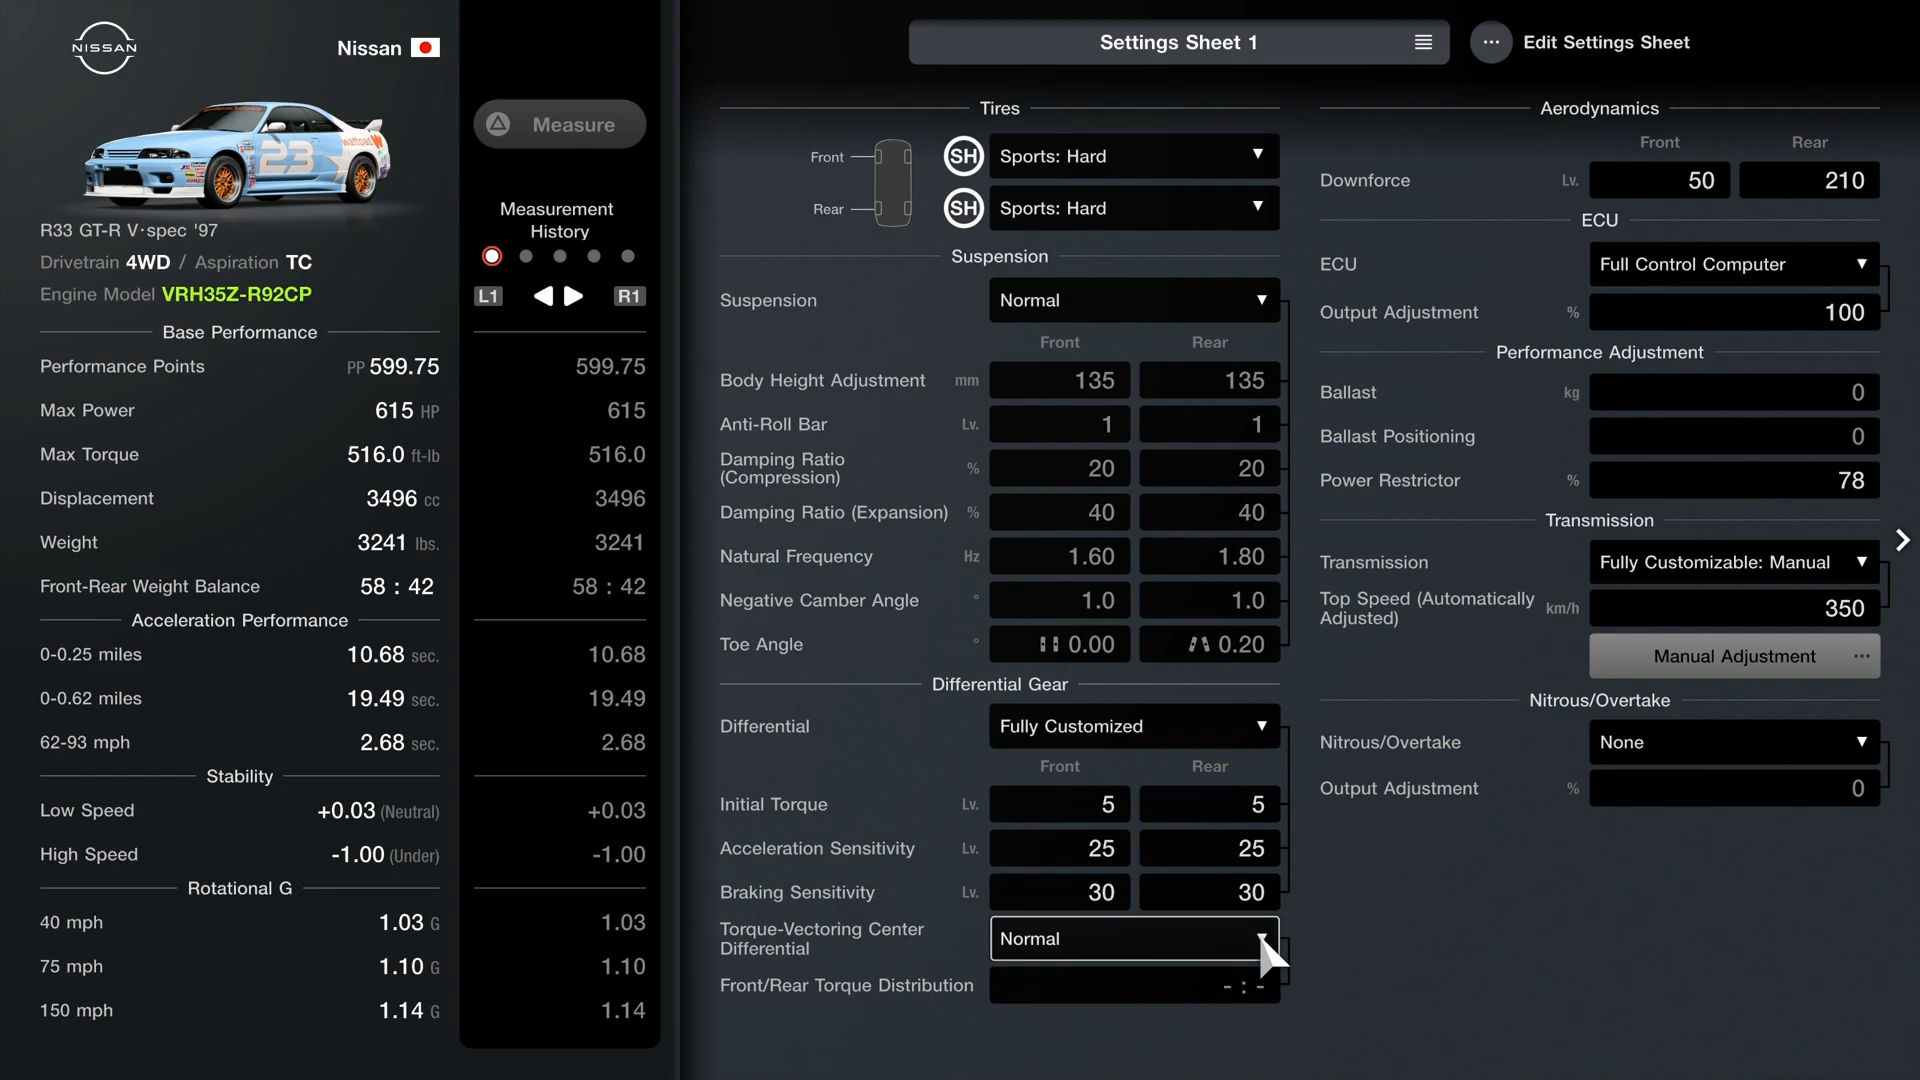 NISSAN
Nissan
23
wattpad
R33 GT-R V·spec '97
Drivetrain 4WD / Aspiration TC
Engine Model VRH35Z-R92CP
Base Performance
Performance Points PP 599.75
Max Power 615 HP
Max Torque 516.0 ft-lb
Displacement 3496 cc
Weight 3241 lbs.
Front-Rear Weight Balance 58 : 42
Acceleration Performance
0-0.25 miles 10.68 sec.
0-0.62 miles 19.49 sec.
62-93 mph 2.68 sec.
Stability
Low Speed +0.03 (Neutral)
High Speed -1.00 (Under)
Rotational G
40 mph 1.03 G
75 mph 1.10 G
150 mph 1.14 G
Measure
Measurement
History
L1 R1
599.75
615
516.0
3496
3241
58 : 42
10.68
19.49
2.68
+0.03
-1.00
1.03
1.10
1.14
Settings Sheet 1
Edit Settings Sheet
Tires
Front SH Sports: Hard
Rear SH Sports: Hard
Suspension
Suspension Normal
Front Rear
Body Height Adjustment mm 135 135
Anti-Roll Bar Lv. 1 1
Damping Ratio
(Compression) % 20 20
Damping Ratio (Expansion) % 40 40
Natural Frequency Hz 1.60 1.80
Negative Camber Angle ° 1.0 1.0
Toe Angle ° 0.00 0.20
Differential Gear
Differential Fully Customized
Front Rear
Initial Torque Lv. 5 5
Acceleration Sensitivity Lv. 25 25
Braking Sensitivity Lv. 30 30
Torque-Vectoring Center
Differential Normal
Front/Rear Torque Distribution - : -
Aerodynamics
Front Rear
Downforce Lv. 50 210
ECU
ECU Full Control Computer
Output Adjustment % 100
Performance Adjustment
Ballast kg 0
Ballast Positioning 0
Power Restrictor % 78
Transmission
Transmission Fully Customizable: Manual
Top Speed (Automatically
Adjusted) km/h 350
Manual Adjustment
Nitrous/Overtake
Nitrous/Overtake None
Output Adjustment % 0